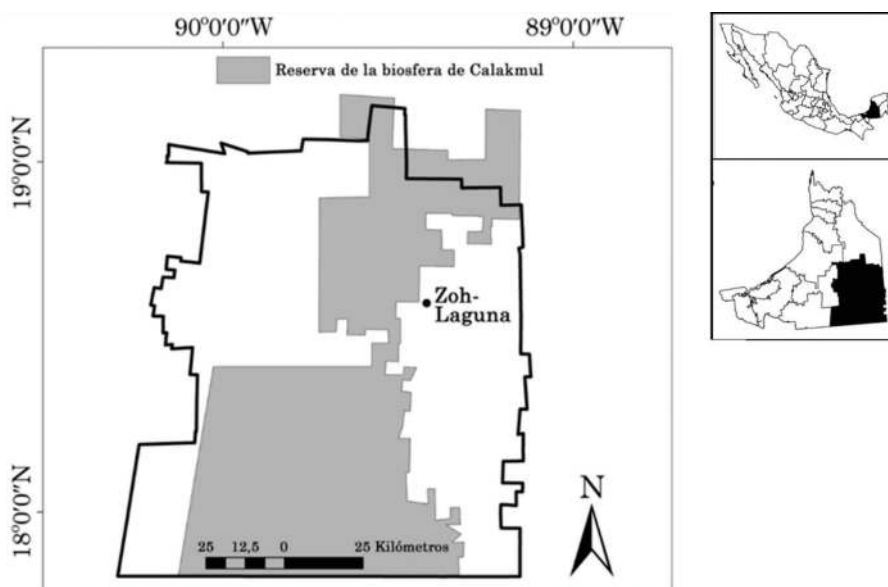 90°0'0"W
89°0'0"W
Reserva de la biosfera de Calakmul
19°0'0"N
Zoh-
Laguna
N
18°0'0"N
25 12,5 0 25 Kilómetros